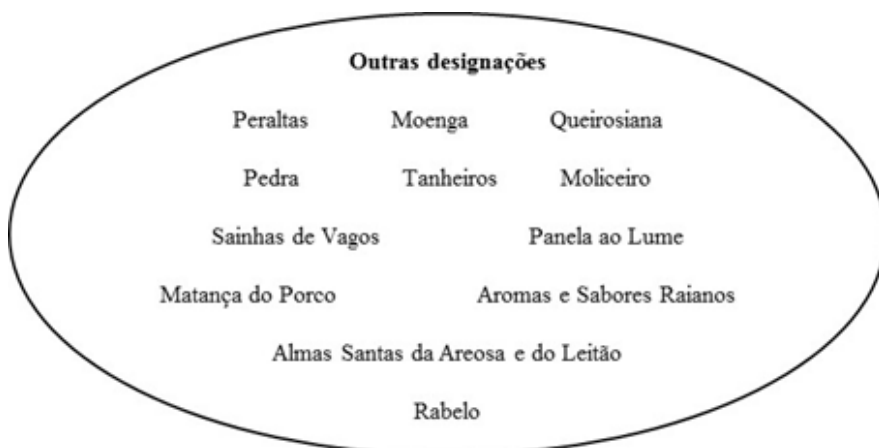 Outras designações
Peraltas Moenga Queirosiana
Pedra Tanheiros Moliceiro
Sainhas de Vagos Panela ao Lume
Matança do Porco Aromas e Sabores Raianos
Almas Santas da Areosa e do Leitão
Rabelo